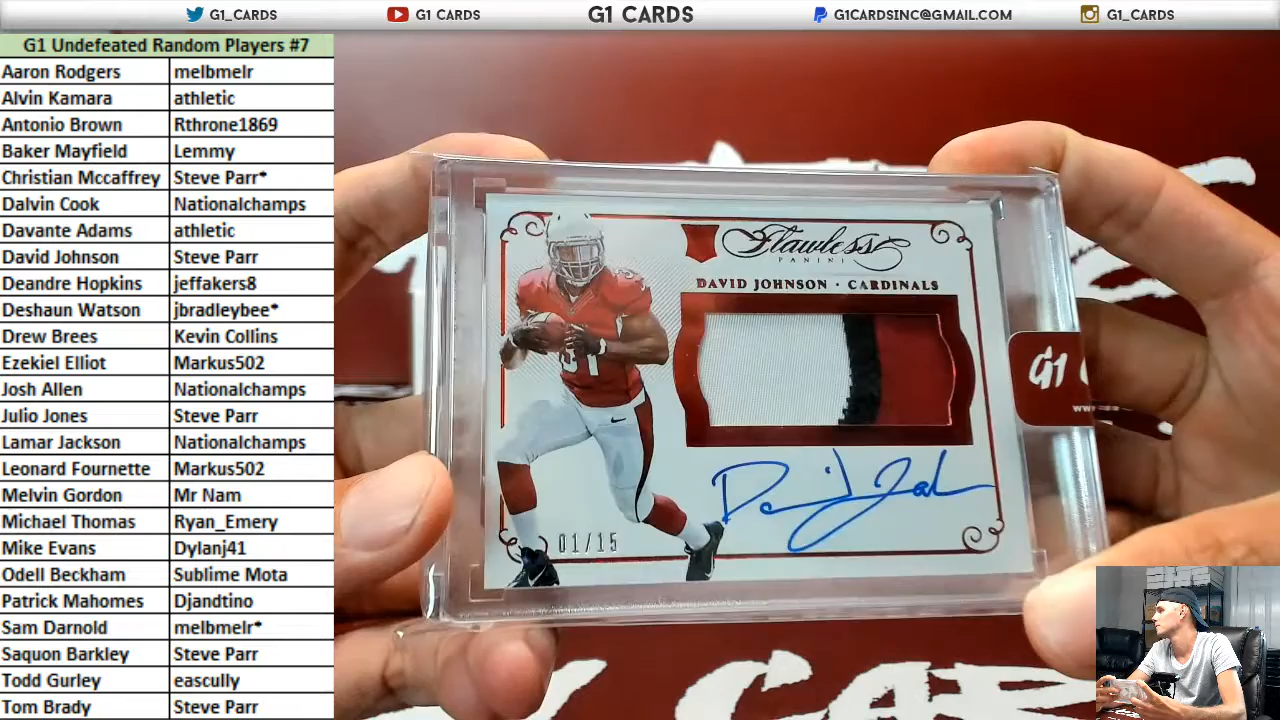 G1_CARDS
G1 CARDS
G1 CARDS
G1CARDSINC@GMAIL.COM
G1_CARDS
G1 Undefeated Random Players #7
Aaron Rodgers melbmelr
Alvin Kamara athletic
Antonio Brown Rthrone1869
Baker Mayfield Lemmy
Christian Mccaffrey Steve Parr*
Dalvin Cook Nationalchamps
Davante Adams athletic
David Johnson Steve Parr
Deandre Hopkins jeffakers8
Deshaun Watson jbradleybee*
Drew Brees Kevin Collins
Ezekiel Elliot Markus502
Josh Allen Nationalchamps
Julio Jones Steve Parr
Lamar Jackson Nationalchamps
Leonard Fournette Markus502
Melvin Gordon Mr Nam
Michael Thomas Ryan_Emery
Mike Evans Dylanj41
Odell Beckham Sublime Mota
Patrick Mahomes Djandtino
Sam Darnold melbmelr*
Saquon Barkley Steve Parr
Todd Gurley eascully
Tom Brady Steve Parr
Flawless
PANINI
DAVID JOHNSON · CARDINALS
31
01/15
G1
CAR